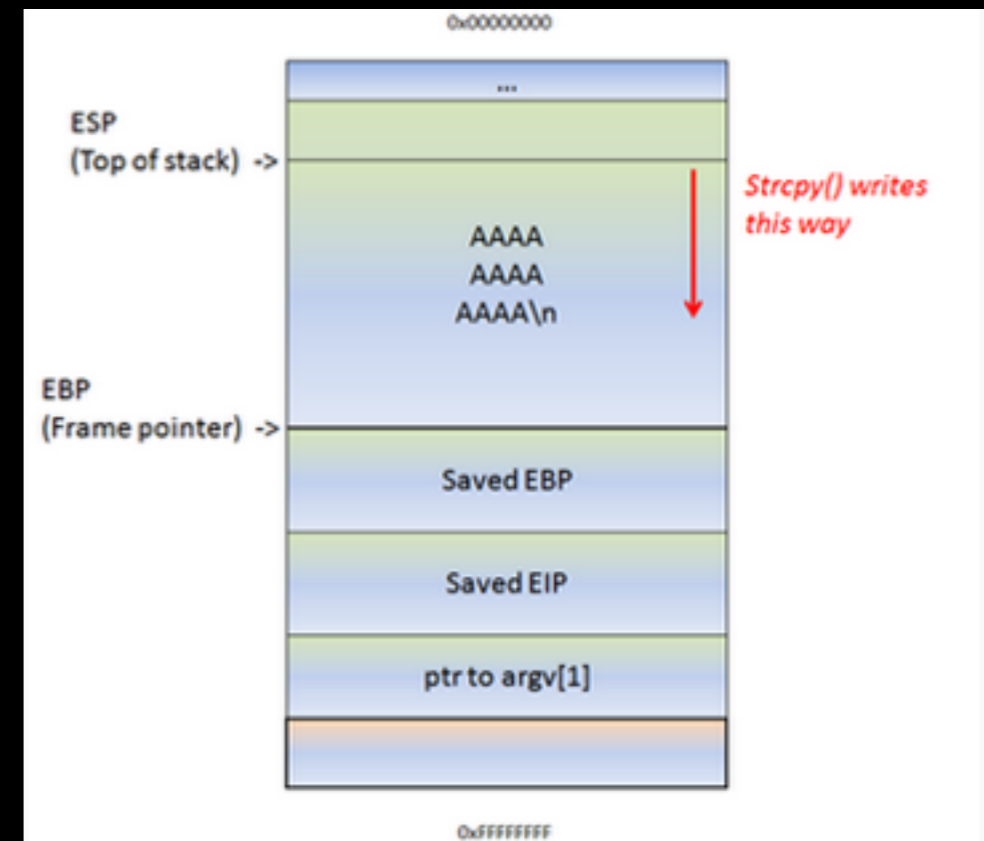 0x00000000
...
ESP
(Top of stack) ->
Strcpy() writes
this way
AAAA
AAAA
AAAA\n
EBP
(Frame pointer) ->
Saved EBP
Saved EIP
ptr to argv[1]
0xFFFFFFFF